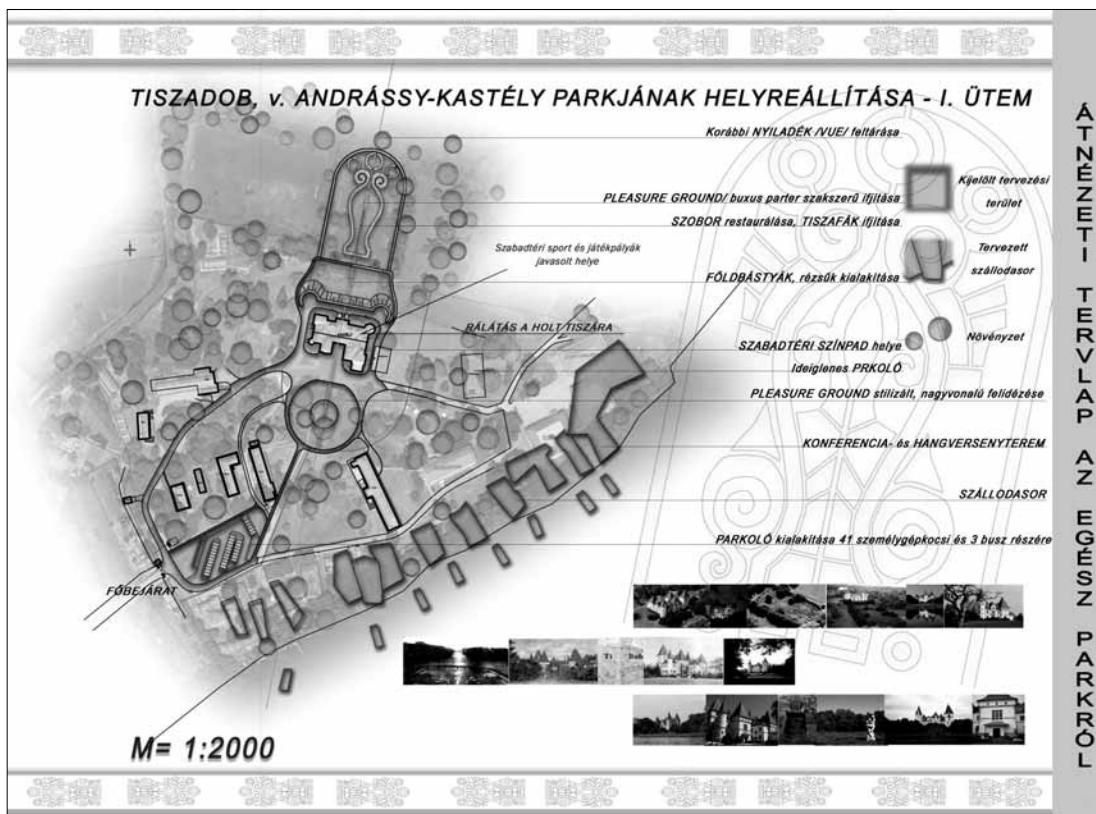 TISZADOB, v. ANDRÁSSY-KASTÉLY PARKJÁNAK HELYREÁLLÍTÁSA - I. ÜTEM
Korábbi NYILADÉK /VUE/ feltárása
PLEASURE GROUND/ buxus parter szakszerű ifjítása
SZOBOR restaurálása, TISZAFÁK ifjítása
Szabadtéri sport és játékpályák
javasolt helye
FÖLDBÁSTYÁK, rézsűk kialakítása
RÁLÁTÁS A HOLT TISZÁRA
SZABADTÉRI SZÍNPAD helye
Ideiglenes PRKOLÓ
PLEASURE GROUND stilizált, nagyvonalú felidézése
KONFERENCIA- és HANGVERSENYTEREM
SZÁLLODASOR
PARKOLÓ kialakítása 41 személygépkocsi és 3 busz részére
FŐBEJÁRAT
Kijelölt tervezési
terület
Tervezett
szállodasor
Növényzet
M= 1:2000
ÁTNÉZETI TERVLAP AZ EGÉSZ PARKRÓL